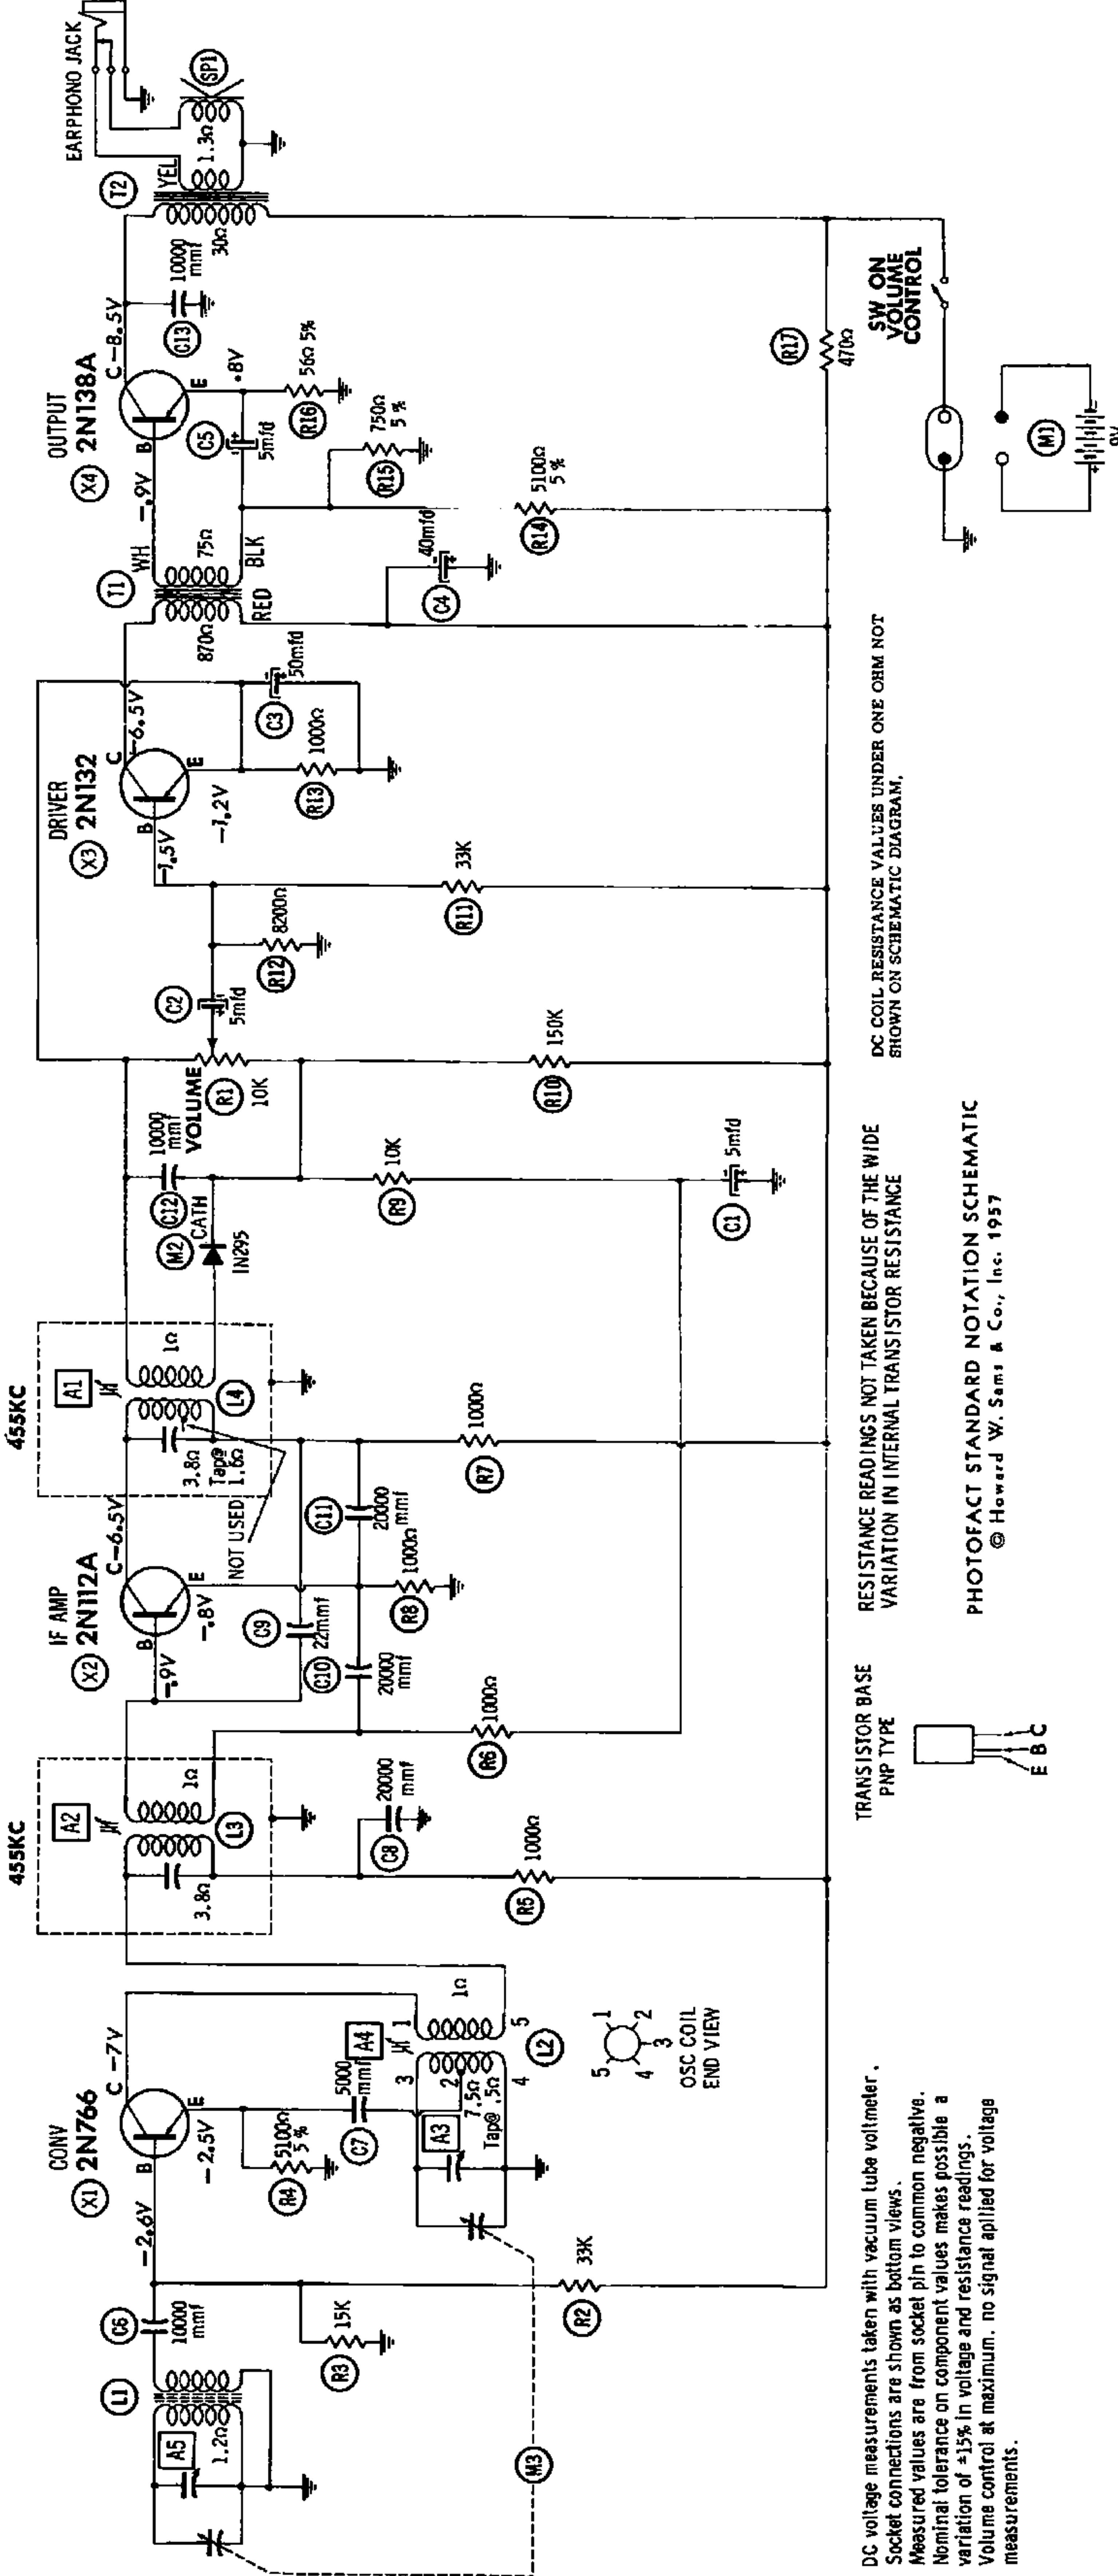 455KC
455KC
CONV
X1 2N766
C -7V
B
E
-2.6V
-2.5V
L1
A5
1.2Ω
C6
10000
mmf
R3
15K
R4
5100Ω
5 %
C7
5000
mmf
A4
A3
1
2
3
4
5
7.5Ω
Tap@ .5Ω
1Ω
L2
5
1
2
3
4
OSC COIL
END VIEW
M3
R2
33K
A2
1Ω
3.8Ω
L3
C8
20000
mmf
R5
1000Ω
R6
1000Ω
IF AMP
X2 2N112A
C-6.5V
B
E
-.9V
-.8V
NOT USED
C9
22mmf
C10
20000
mmf
C11
20000
mmf
R8
1000Ω
R7
1000Ω
A1
1Ω
3.8Ω
Tap@
1.6Ω
L4
M2
CATH
1N295
C12
10000
mmf
VOLUME
R1
10K
R9
10K
R10
150K
C1
5mfd
C2
5mfd
R12
8200Ω
R11
33K
DRIVER
X3 2N132
C
B
E
-6.5V
-1.5V
-1.2V
R13
1000Ω
C3
50mfd
T1
WH
870Ω
75Ω
RED
BLK
C4
40mfd
OUTPUT
X4 2N138A
C-8.5V
B
E
-.9V
.8V
C5
5mfd
C13
10000
mmf
R16
56Ω 5%
R15
750Ω
5 %
R14
5100Ω
5 %
T2
YEL
30Ω
1.3Ω
SP1
EARPHONO JACK
R17
470Ω
SW ON
VOLUME
CONTROL
M1
9V
DC voltage measurements taken with vacuum tube voltmeter.
Socket connections are shown as bottom views.
Measured values are from socket pin to common negative.
Nominal tolerance on component values makes possible a
variation of ±15% in voltage and resistance readings.
Volume control at maximum. no signal apllied for voltage
measurements.
TRANSISTOR BASE
PNP TYPE
E B C
RESISTANCE READINGS NOT TAKEN BECAUSE OF THE WIDE
VARIATION IN INTERNAL TRANSISTOR RESISTANCE
DC COIL RESISTANCE VALUES UNDER ONE OHM NOT
SHOWN ON SCHEMATIC DIAGRAM.
PHOTOFACT STANDARD NOTATION SCHEMATIC
© Howard W. Sams & Co., Inc. 1957